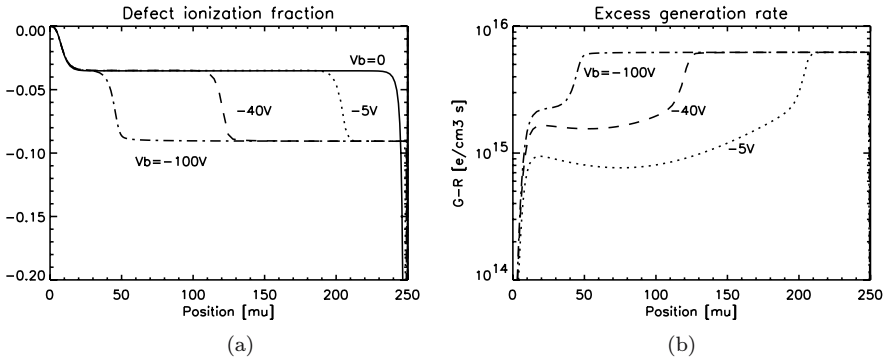 Defect ionization fraction
0.00
−0.05
−0.10
−0.15
−0.20
Vb=0
−40V
−5V
Vb=−100V
0 50 100 150 200 250
Position [mu]
(a)
Excess generation rate
10^16
10^15
10^14
G−R [e/cm3 s]
Vb=−100V
−40V
−5V
0 50 100 150 200 250
Position [mu]
(b)